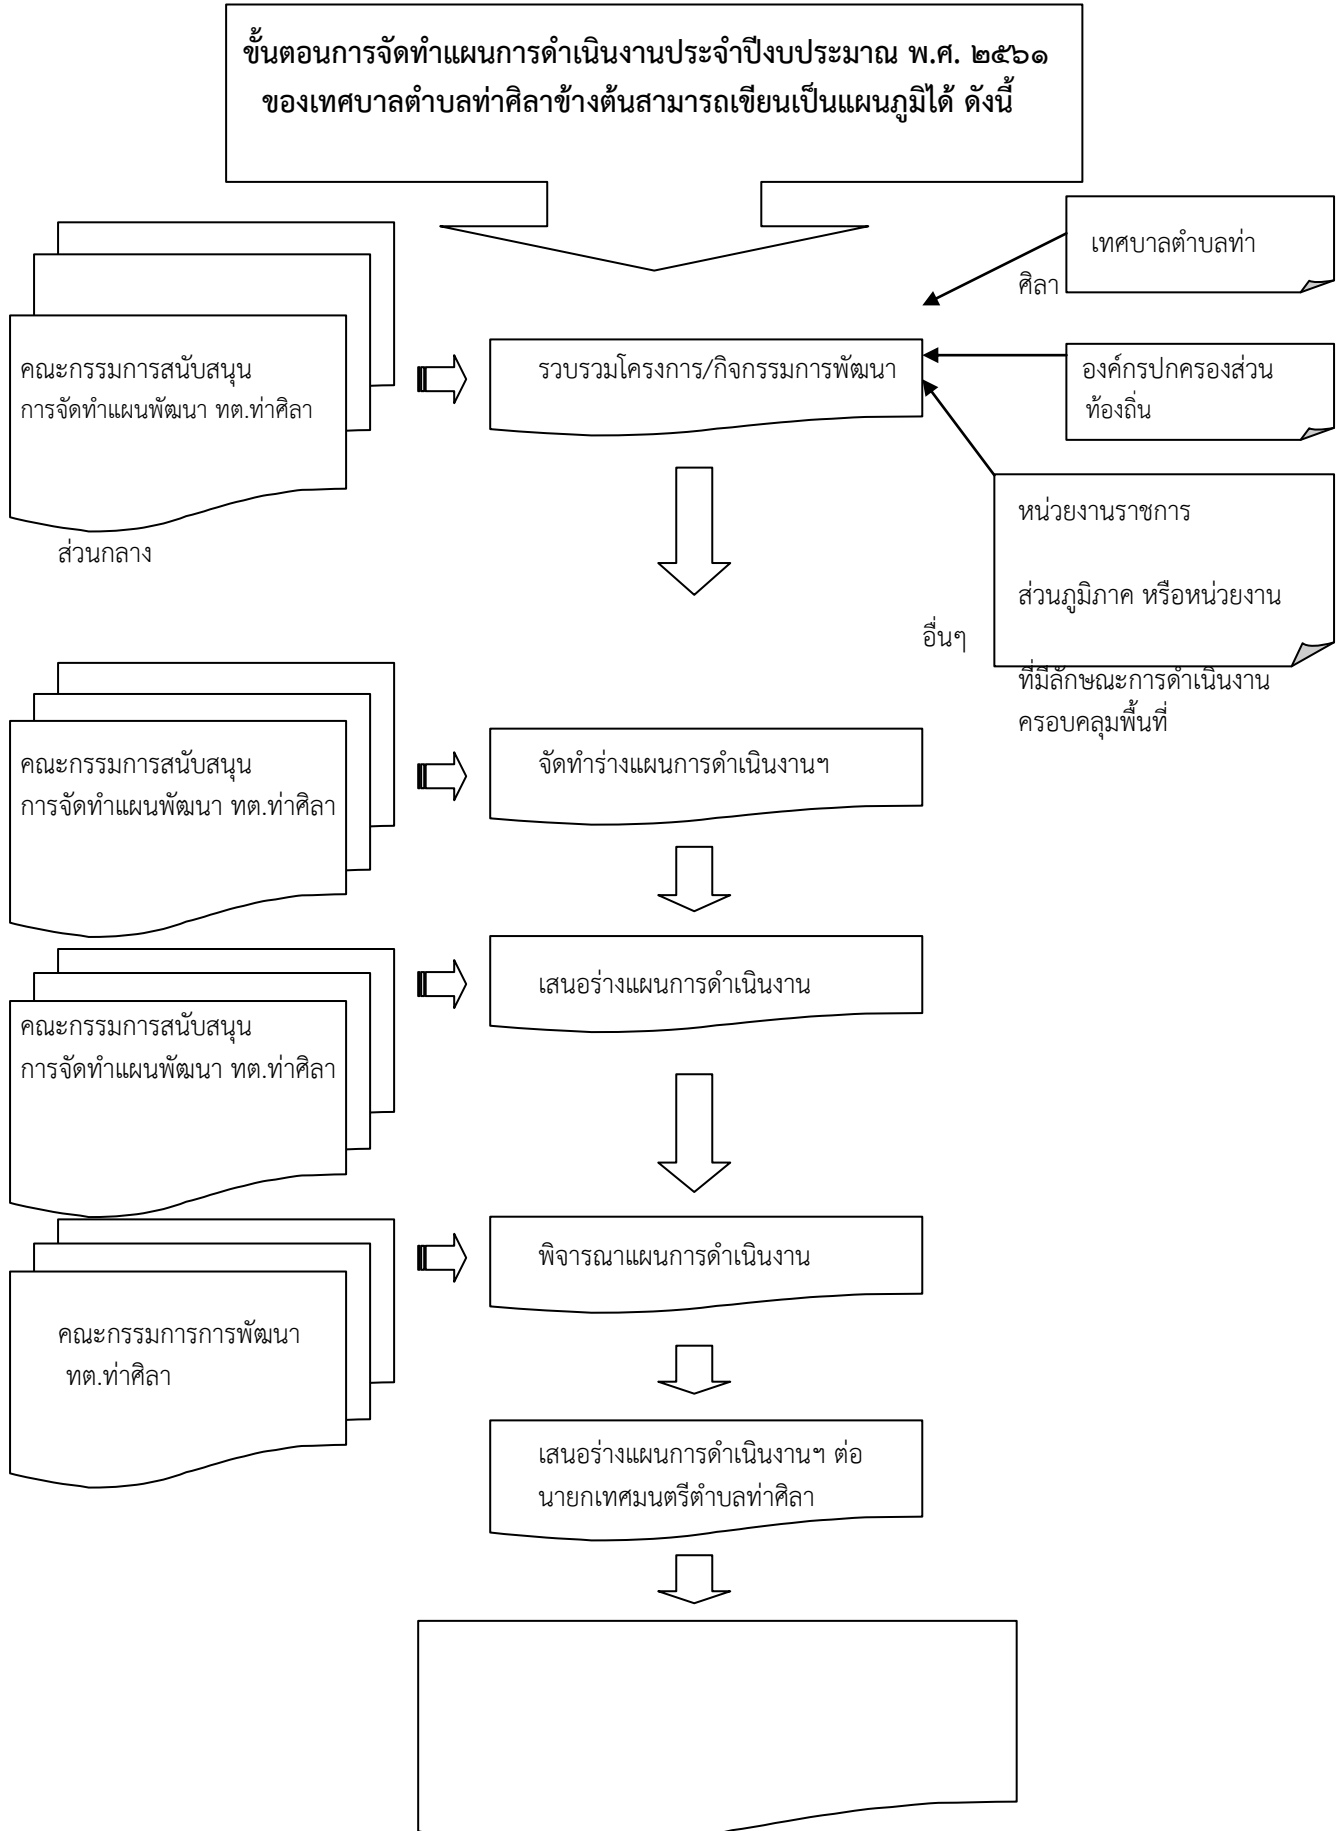 ขั้นตอนการจัดทำแผนการดำเนินงานประจำปีงบประมาณ พ.ศ. ๒๕๖๑
ของเทศบาลตำบลท่าศิลาข้างต้นสามารถเขียนเป็นแผนภูมิได้ ดังนี้
เทศบาลตำบลท่า
ศิลา
คณะกรรมการสนับสนุน
การจัดทำแผนพัฒนา ทต.ท่าศิลา
รวบรวมโครงการ/กิจกรรมการพัฒนา
องค์กรปกครองส่วน
ท้องถิ่น
หน่วยงานราชการ
ส่วนกลาง
ส่วนภูมิภาค หรือหน่วยงาน
อื่นๆ
ที่มีลักษณะการดำเนินงาน
ครอบคลุมพื้นที่
คณะกรรมการสนับสนุน
การจัดทำแผนพัฒนา ทต.ท่าศิลา
จัดทำร่างแผนการดำเนินงานฯ
คณะกรรมการสนับสนุน
การจัดทำแผนพัฒนา ทต.ท่าศิลา
เสนอร่างแผนการดำเนินงาน
คณะกรรมการการพัฒนา
ทต.ท่าศิลา
พิจารณาแผนการดำเนินงาน
เสนอร่างแผนการดำเนินงานฯ ต่อ
นายกเทศมนตรีตำบลท่าศิลา